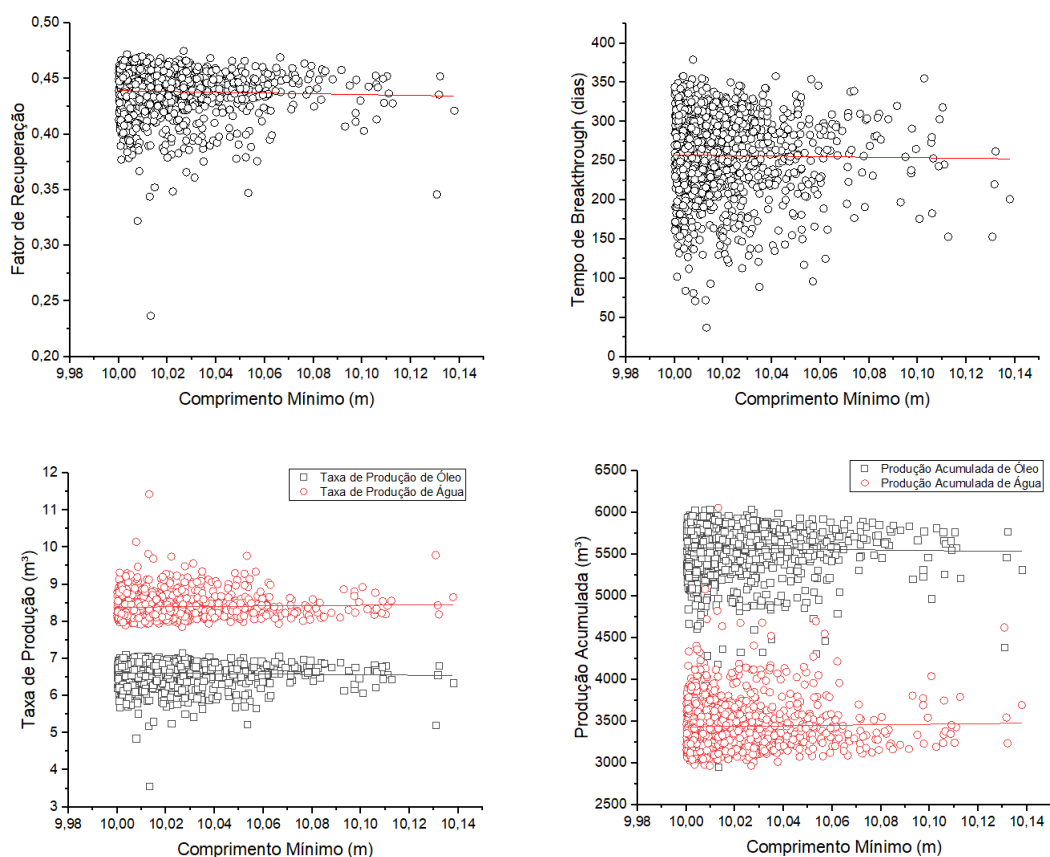 0,50
0,45
0,40
0,35
0,30
0,25
0,20
Fator de Recuperação
9,98 10,00 10,02 10,04 10,06 10,08 10,10 10,12 10,14
Comprimento Mínimo (m)
400
350
300
250
200
150
100
50
0
Tempo de Breakthrough (dias)
9,98 10,00 10,02 10,04 10,06 10,08 10,10 10,12 10,14
Comprimento Mínimo (m)
12
11
10
9
8
7
6
5
4
3
Taxa de Produção (m³)
Taxa de Produção de Óleo
Taxa de Produção de Água
9,98 10,00 10,02 10,04 10,06 10,08 10,10 10,12 10,14
Comprimento Mínimo (m)
6500
6000
5500
5000
4500
4000
3500
3000
2500
Produção Acumulada (m³)
Produção Acumulada de Óleo
Produção Acumulada de Água
9,98 10,00 10,02 10,04 10,06 10,08 10,10 10,12 10,14
Comprimento Mínimo (m)